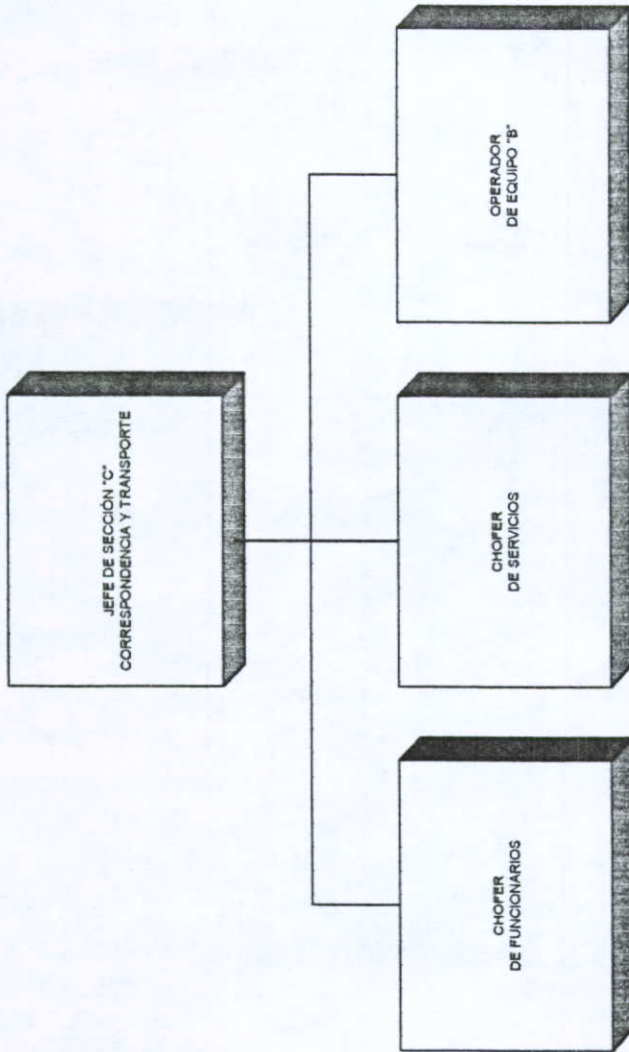 JEFE DE SECCIÓN "C"
CORRESPONDENCIA Y TRANSPORTE
CHOFER
DE FUNCIONARIOS
CHOFER
DE SERVICIOS
OPERADOR
DE EQUIPO "B"